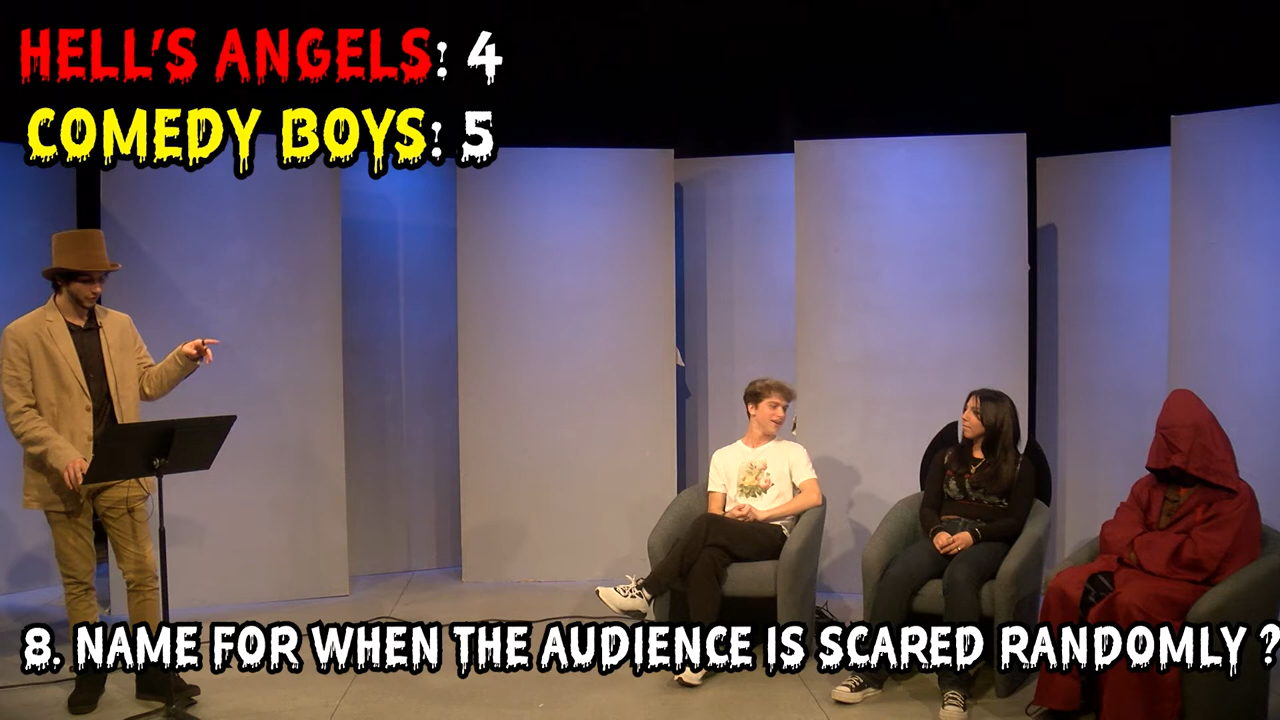 HELL'S ANGELS: 4
COMEDY BOYS: 5
8. NAME FOR WHEN THE AUDIENCE IS SCARED RANDOMLY ?